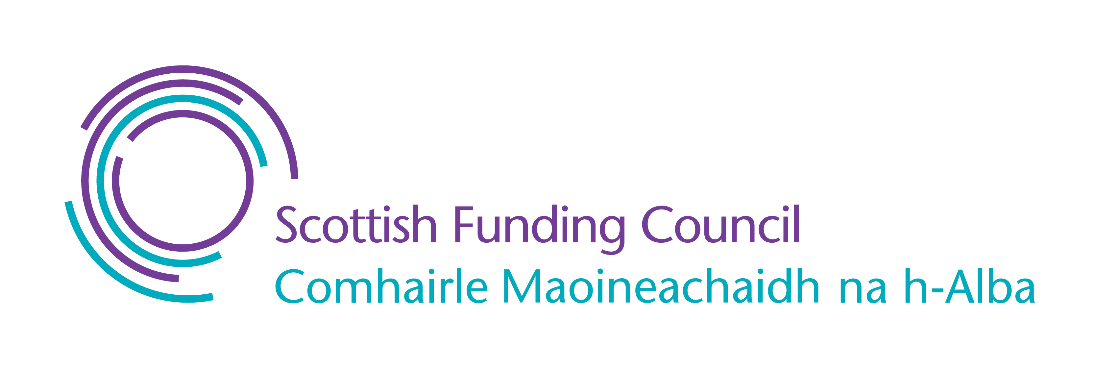 Scottish Funding Council
Comhairle Maoineachaidh na h-Alba